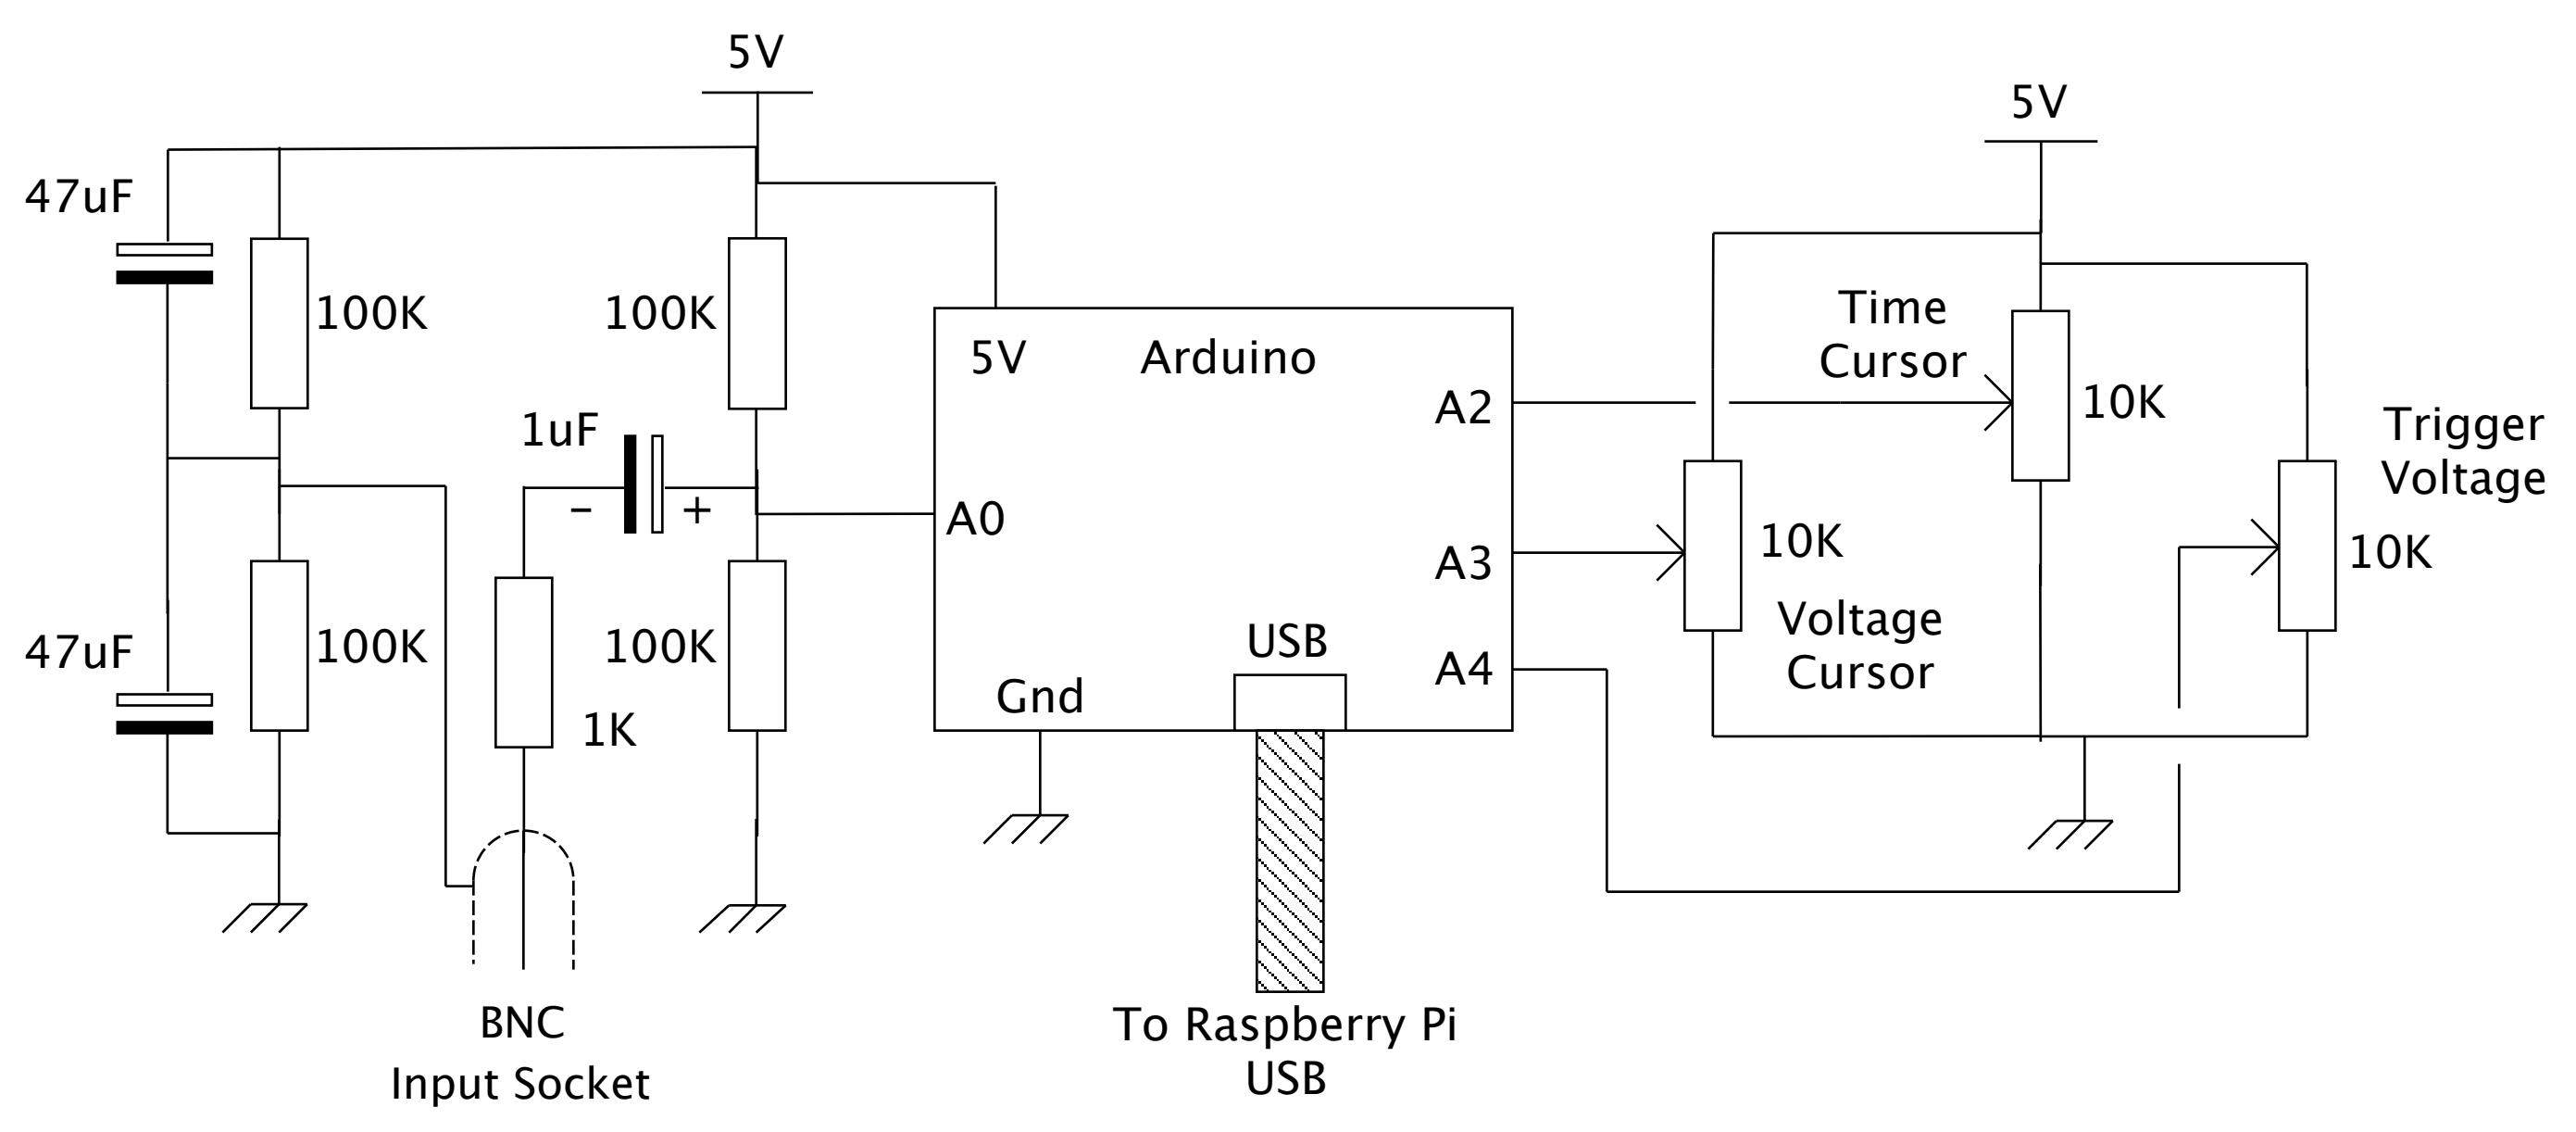 5V
5V
47uF
100K
100K
5V
Arduino
Time
Cursor
A2
10K
1uF
Trigger
Voltage
- +
A0
A3
10K
10K
47uF
100K
100K
USB
A4
Voltage
Cursor
1K
Gnd
BNC
Input Socket
To Raspberry Pi
USB